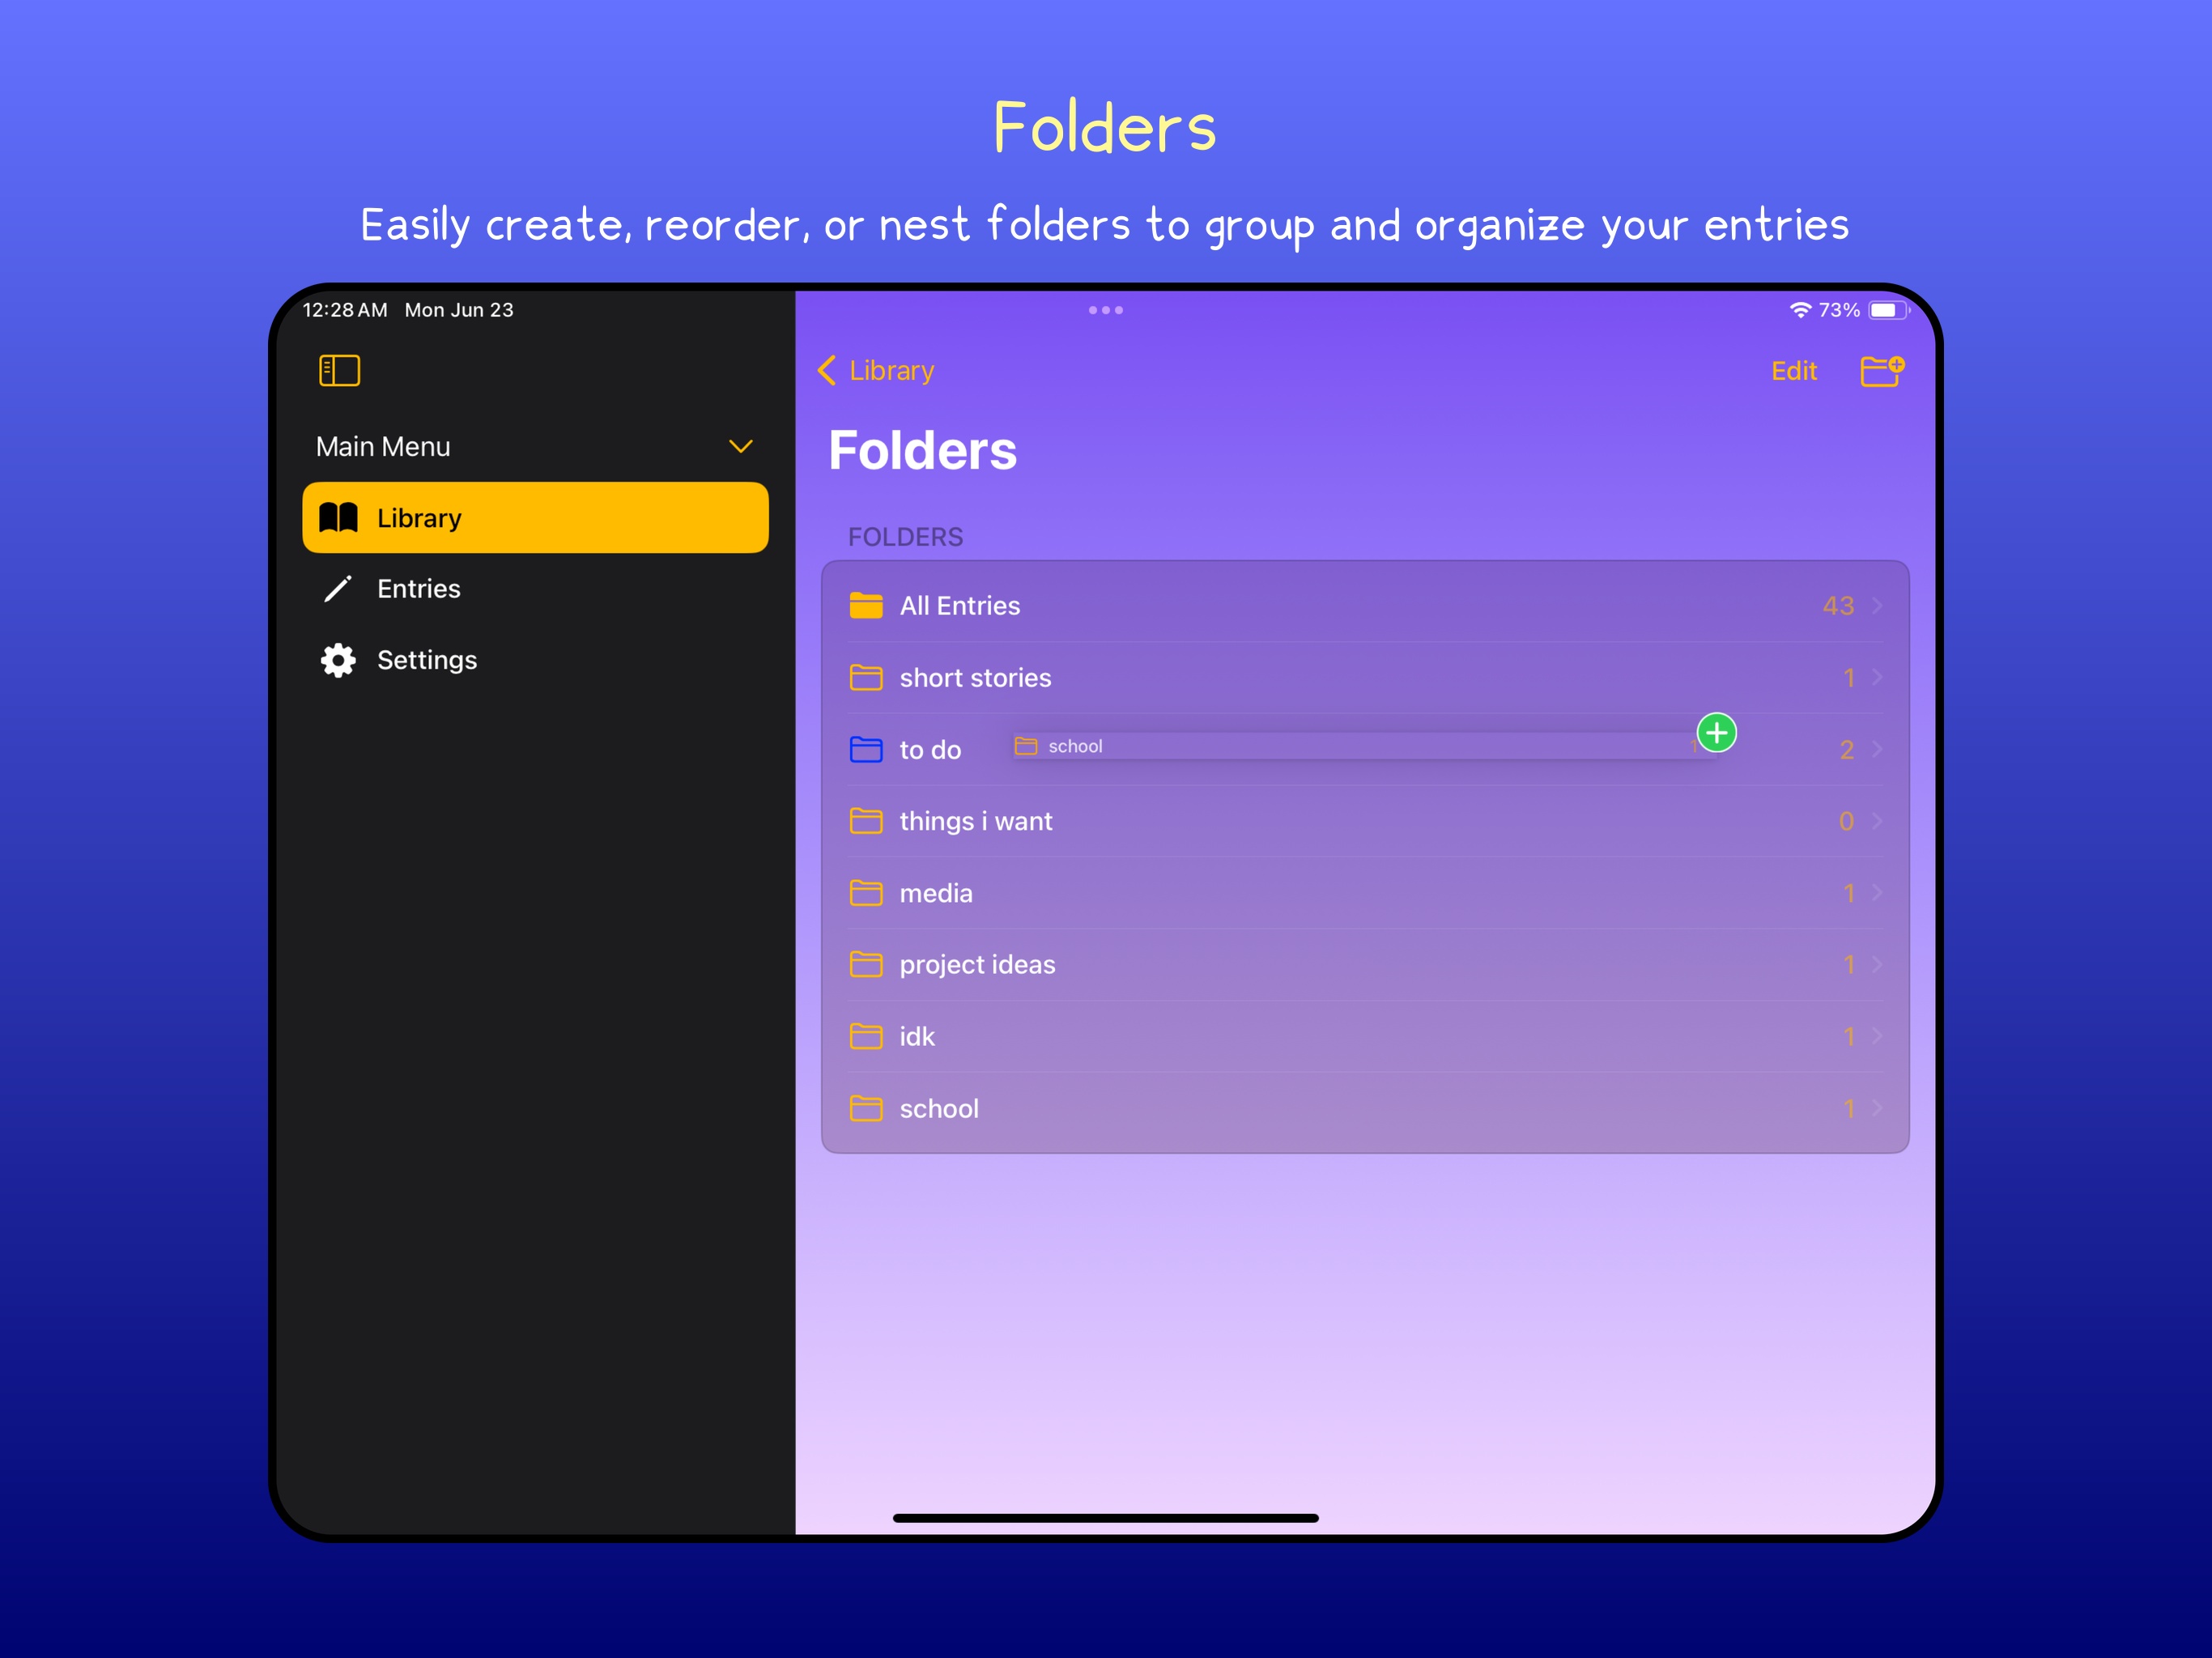 Folders
Easily create, reorder, or nest folders to group and organize your entries
12:28 AM Mon Jun 23
73%
Main Menu
Library
Entries
Settings
Library
Edit
Folders
FOLDERS
All Entries 43
short stories 1
to do 2
school 1
things i want 0
media 1
project ideas 1
idk 1
school 1